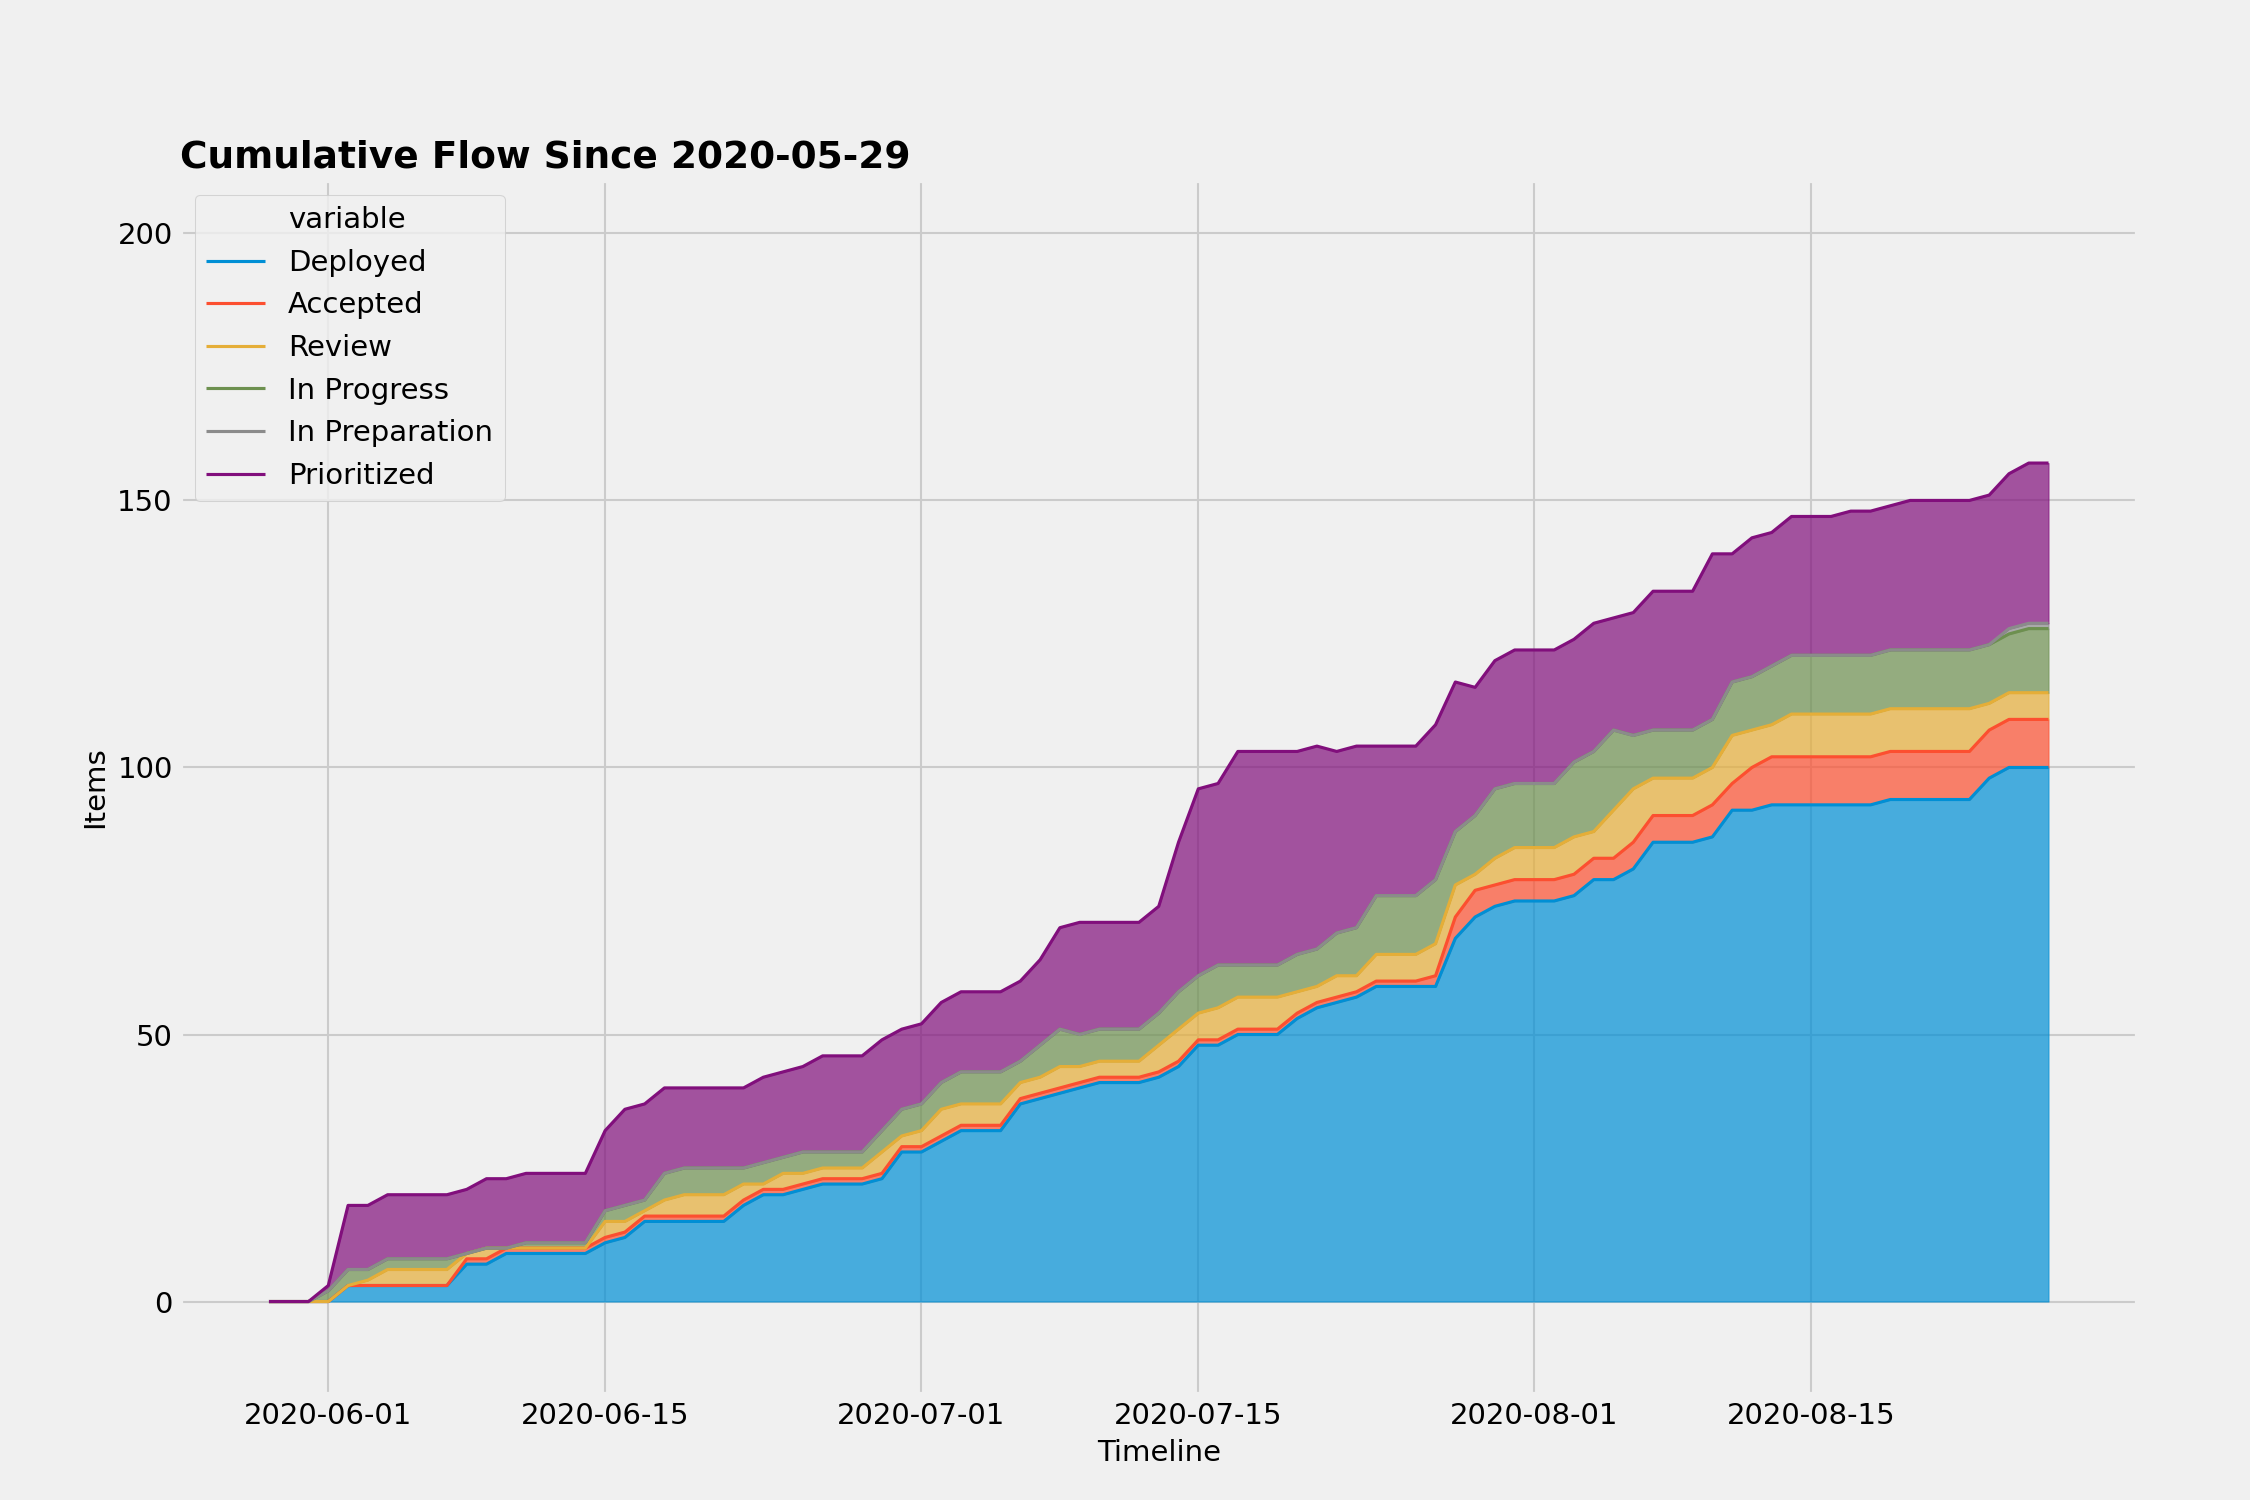 Cumulative Flow Since 2020-05-29
variable
Deployed
Accepted
Review
In Progress
In Preparation
Prioritized
200
150
100
50
0
Items
2020-06-01 2020-06-15 2020-07-01 2020-07-15 2020-08-01 2020-08-15
Timeline